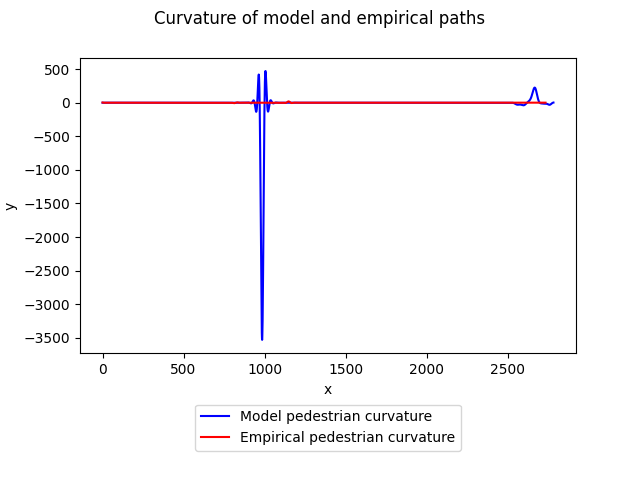 Curvature of model and empirical paths
500
0
−500
−1000
−1500
−2000
−2500
−3000
−3500
y
0 500 1000 1500 2000 2500
x
Model pedestrian curvature
Empirical pedestrian curvature